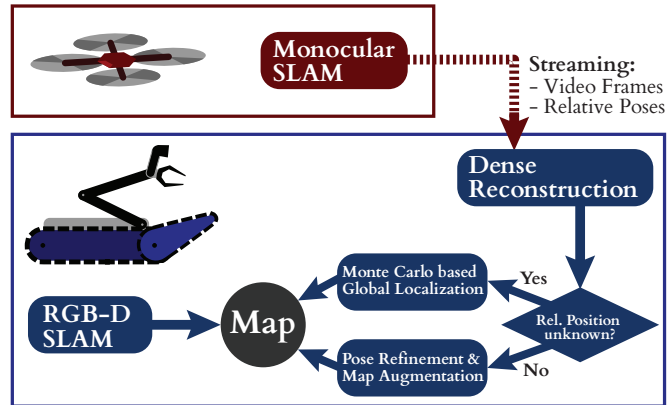 Monocular
SLAM
Streaming:
- Video Frames
- Relative Poses
Dense
Reconstruction
Monte Carlo based
Global Localization
Yes
RGB-D
SLAM
Map
Rel. Position
unknown?
Pose Refinement &
Map Augmentation
No